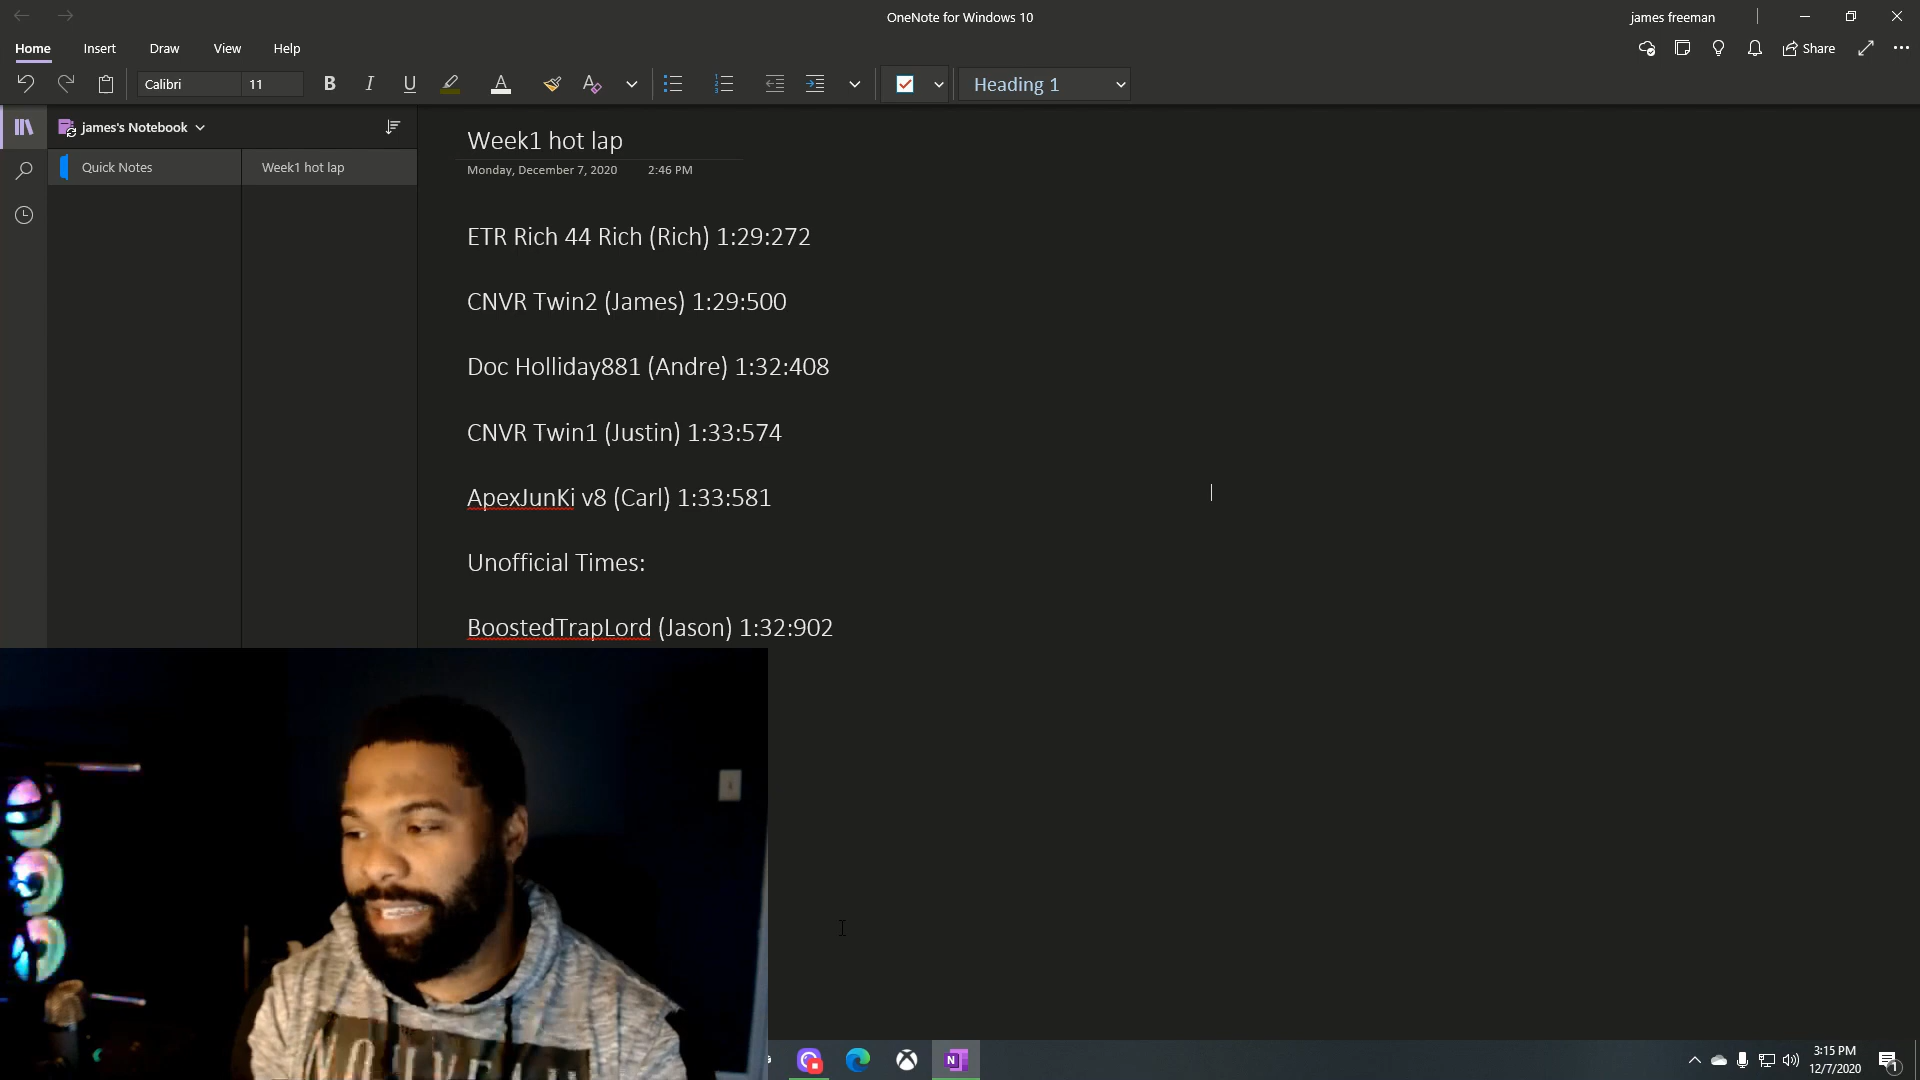 OneNote for Windows 10
james freeman
Home Insert Draw View Help
Share
Calibri 11 B I U A Heading 1
james's Notebook
Quick Notes
Week1 hot lap
Week1 hot lap
Monday, December 7, 2020 2:46 PM
ETR Rich 44 Rich (Rich) 1:29:272
CNVR Twin2 (James) 1:29:500
Doc Holliday881 (Andre) 1:32:408
CNVR Twin1 (Justin) 1:33:574
ApexJunKi v8 (Carl) 1:33:581
Unofficial Times:
BoostedTrapLord (Jason) 1:32:902
3:15 PM
12/7/2020
1